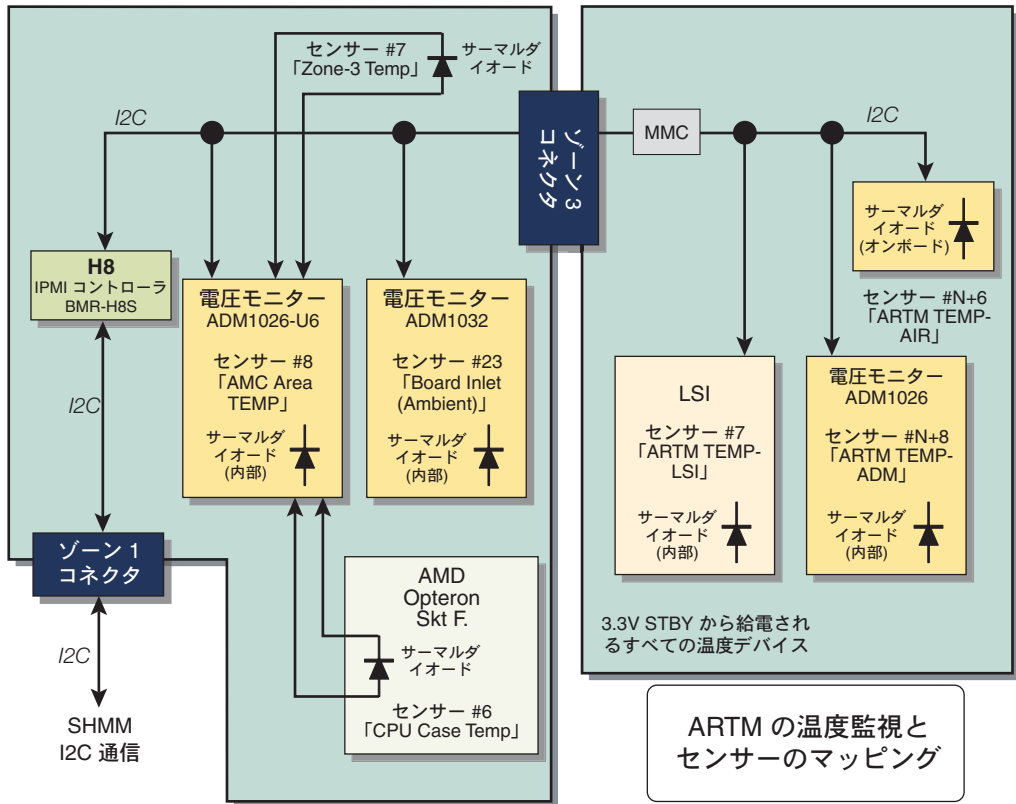 センサー #7
「Zone-3 Temp」
サーマルダ
イオード
I2C
ゾーン 3
コネクタ
MMC
I2C
サーマルダ
イオード
(オンボード)
H8
IPMI コントローラ
BMR-H8S
電圧モニター
ADM1026-U6
センサー #8
「AMC Area
TEMP」
サーマルダ
イオード
(内部)
電圧モニター
ADM1032
センサー #23
「Board Inlet
(Ambient)」
サーマルダ
イオード
(内部)
センサー #N+6
「ARTM TEMP-
AIR」
LSI
センサー #7
「ARTM TEMP-
LSI」
サーマルダ
イオード
(内部)
電圧モニター
ADM1026
センサー #N+8
「ARTM TEMP-
ADM」
サーマルダ
イオード
(内部)
I2C
ゾーン 1
コネクタ
AMD
Opteron
Skt F.
サーマルダ
イオード
センサー #6
「CPU Case Temp」
3.3V STBY から給電され
るすべての温度デバイス
I2C
SHMM
I2C 通信
ARTM の温度監視と
センサーのマッピング